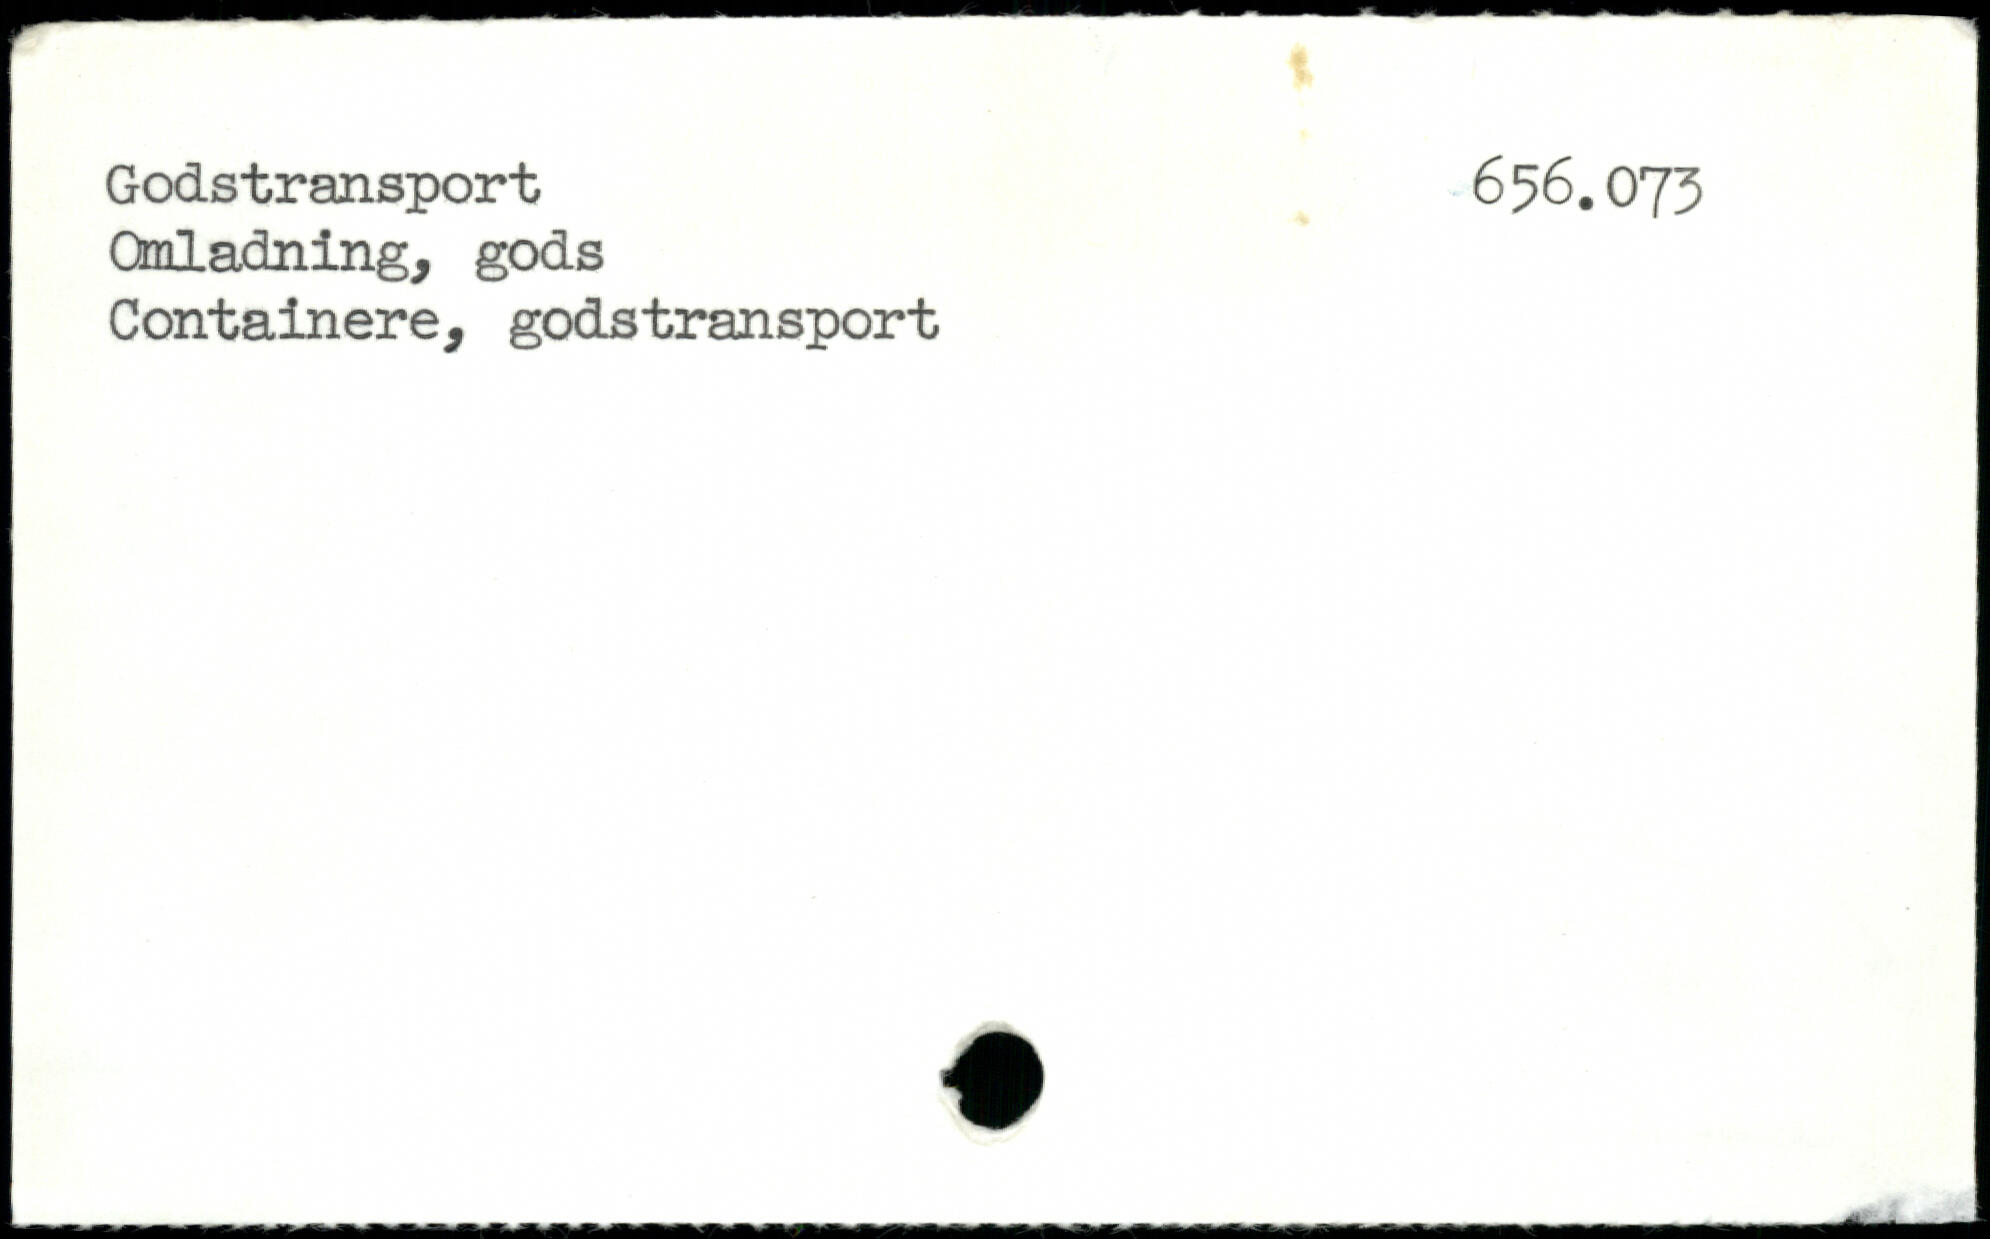 Godstransport 656.073
Omladning, gods
Containere, godstransport